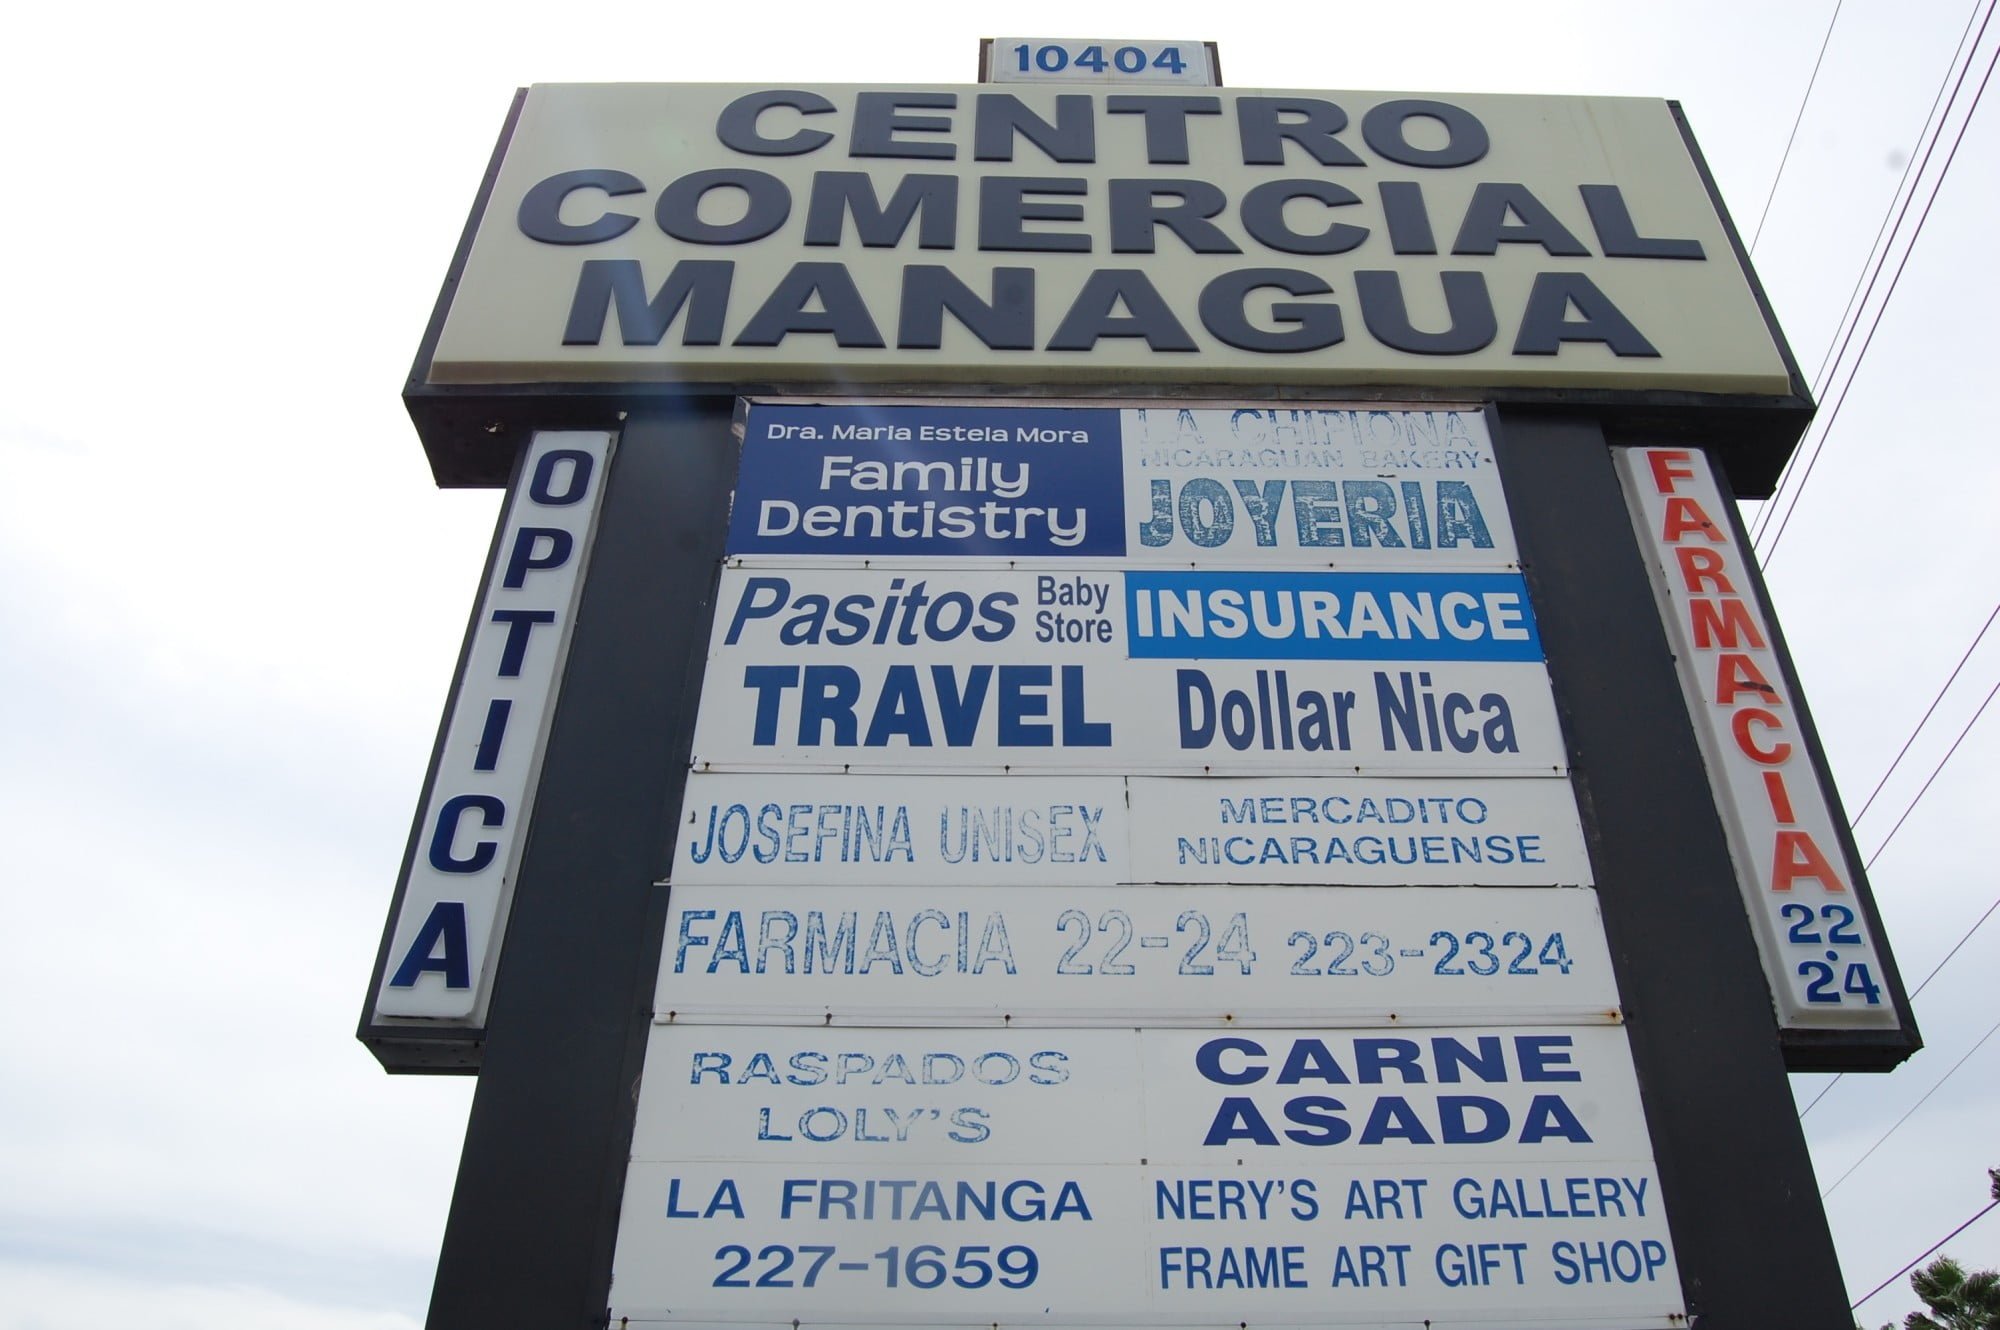 10404
CENTRO
COMERCIAL
MANAGUA
OPTICA
Dra. Maria Estela Mora
Family
Dentistry
LA CHIPIONA
NICARAGUAN BAKERY
JOYERIA
Pasitos Baby Store
INSURANCE
TRAVEL
Dollar Nica
JOSEFINA UNISEX
MERCADITO
NICARAGUENSE
FARMACIA 22-24 223-2324
RASPADOS
LOLY'S
CARNE
ASADA
LA FRITANGA
227-1659
NERY'S ART GALLERY
FRAME ART GIFT SHOP
FARMACIA
22.
24